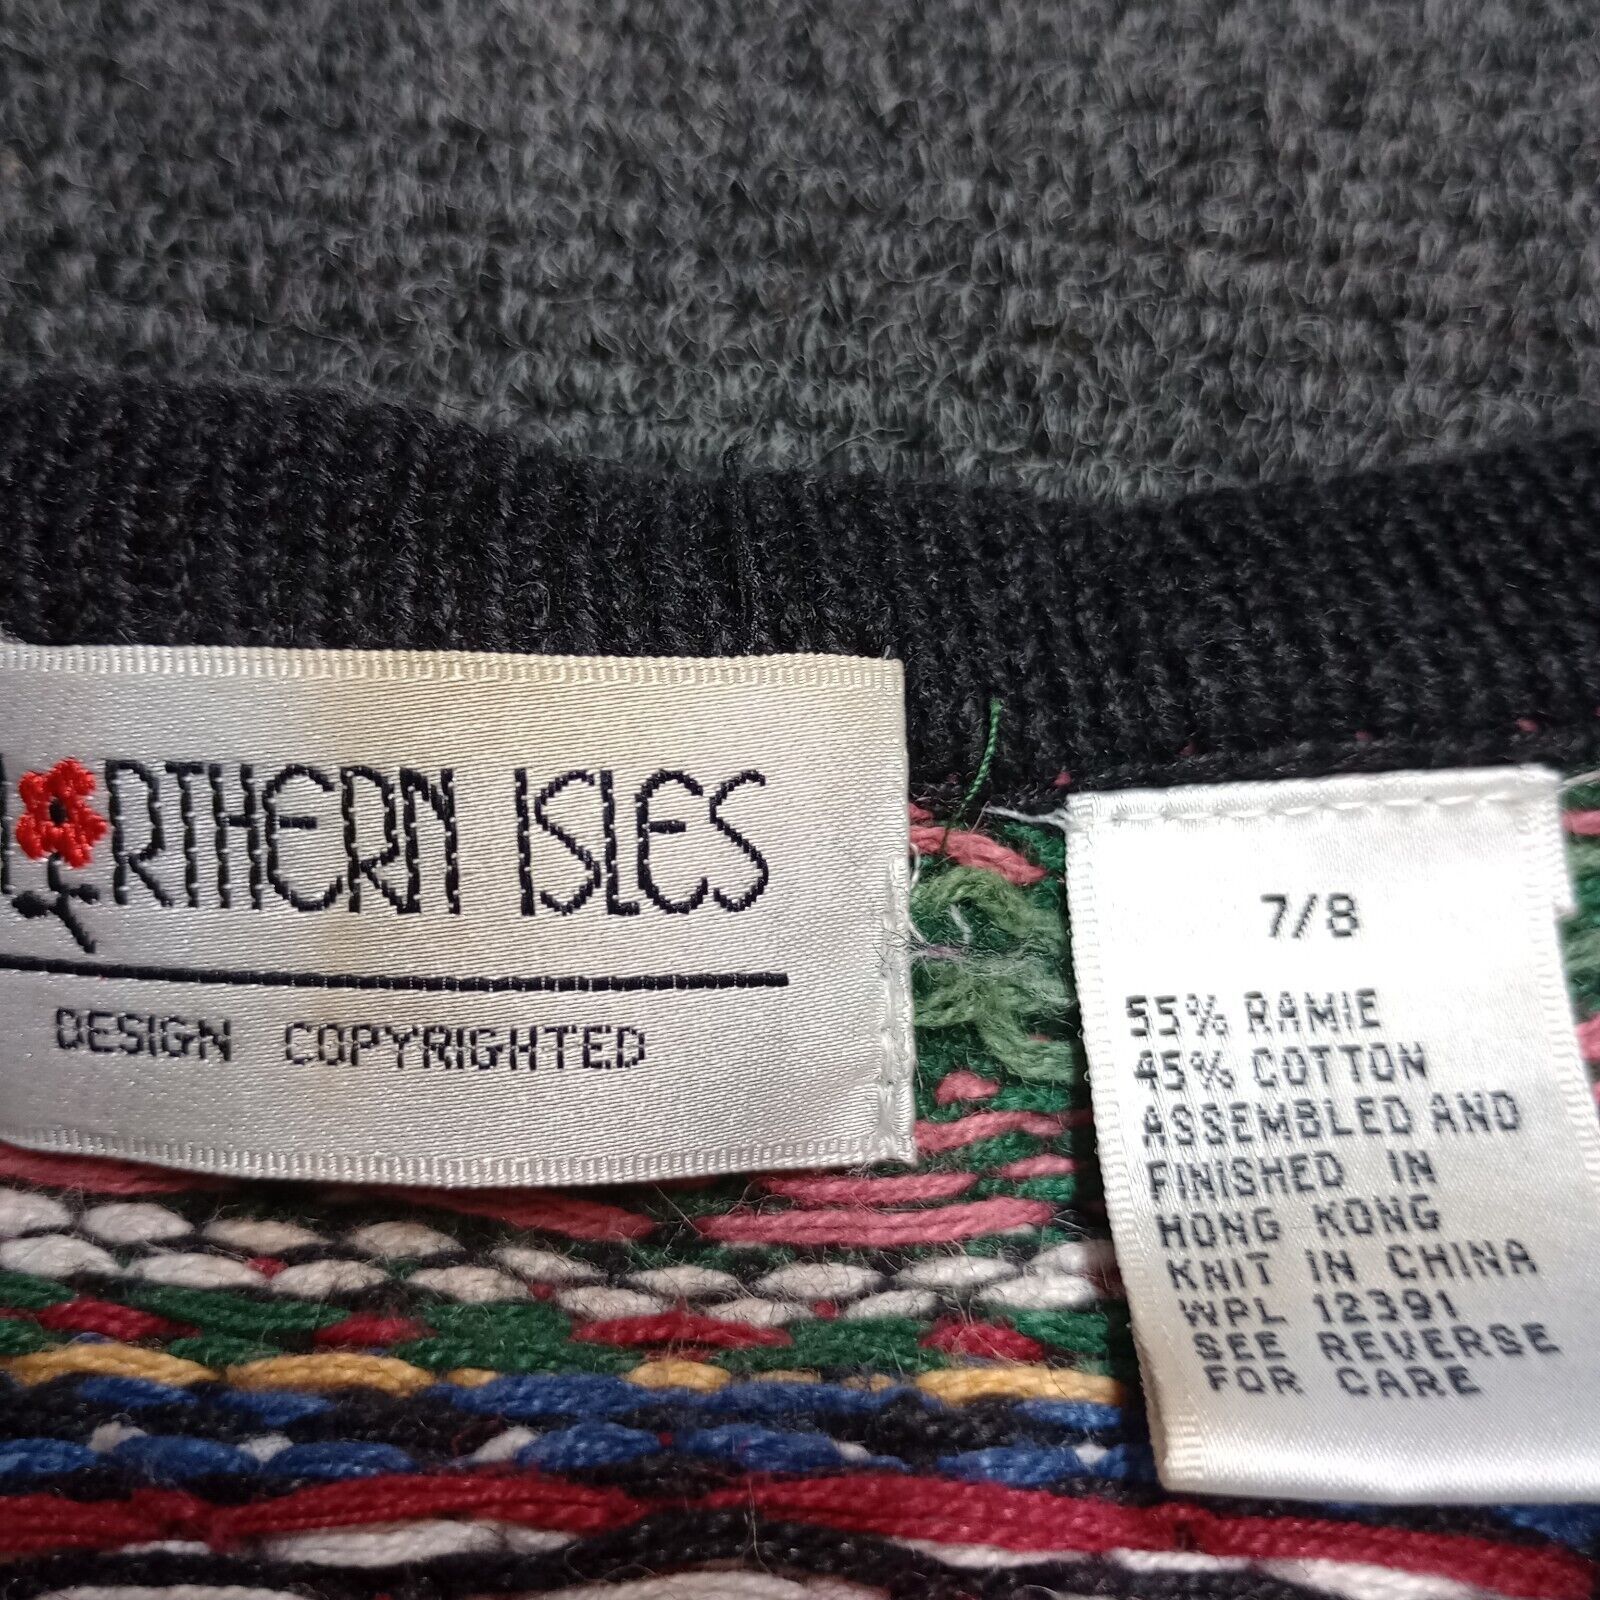 NORTHERN ISLES
DESIGN COPYRIGHTED
7/8
55% RAMIE
45% COTTON
ASSEMBLED AND
FINISHED IN
HONG KONG
KNIT IN CHINA
WPL 12391
SEE REVERSE
FOR CARE